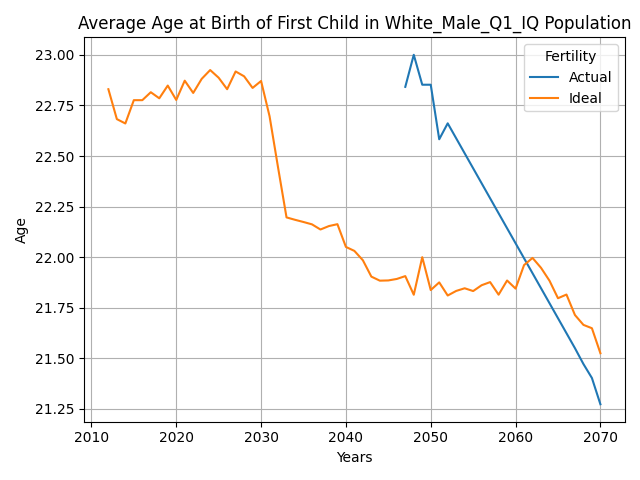 Average Age at Birth of First Child in White_Male_Q1_IQ Population
Fertility
Actual
Ideal
Age
23.00
22.75
22.50
22.25
22.00
21.75
21.50
21.25
2010
2020
2030
2040
2050
2060
2070
Years